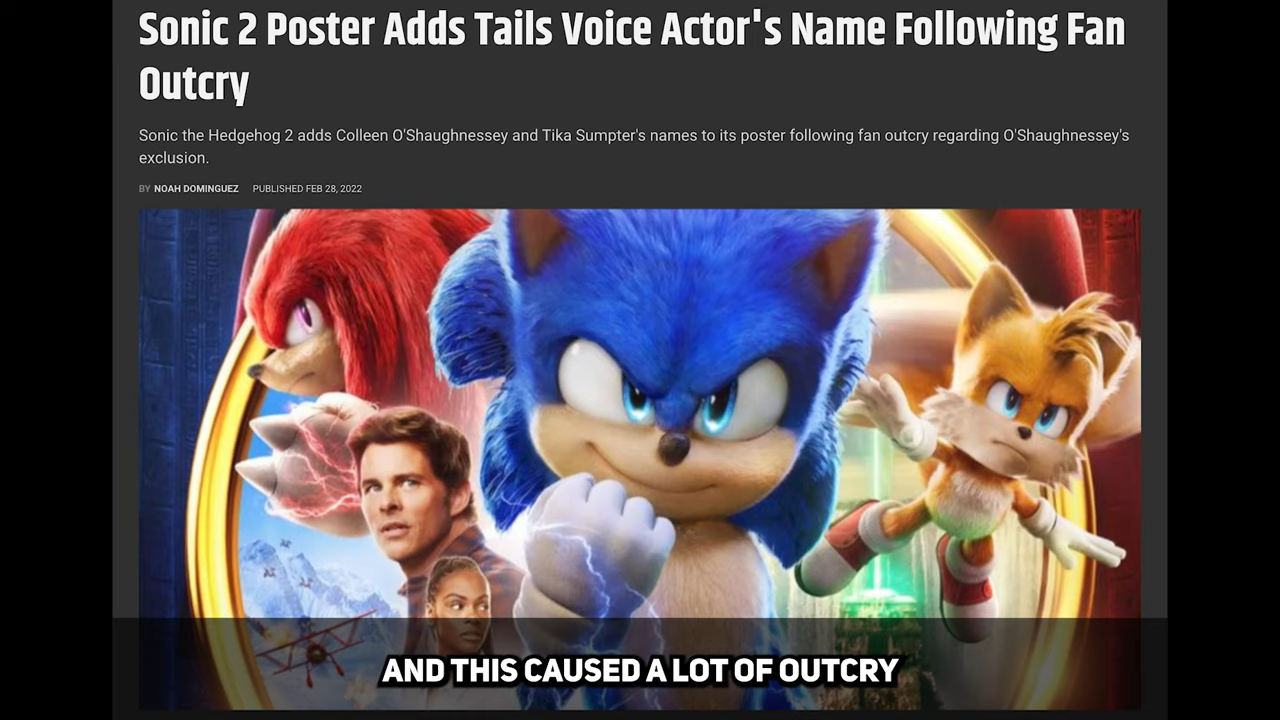 Sonic 2 Poster Adds Tails Voice Actor's Name Following Fan
Outcry
Sonic the Hedgehog 2 adds Colleen O'Shaughnessey and Tika Sumpter's names to its poster following fan outcry regarding O'Shaughnessey's
exclusion.
BY NOAH DOMINGUEZ PUBLISHED FEB 28, 2022
AND THIS CAUSED A LOT OF OUTCRY